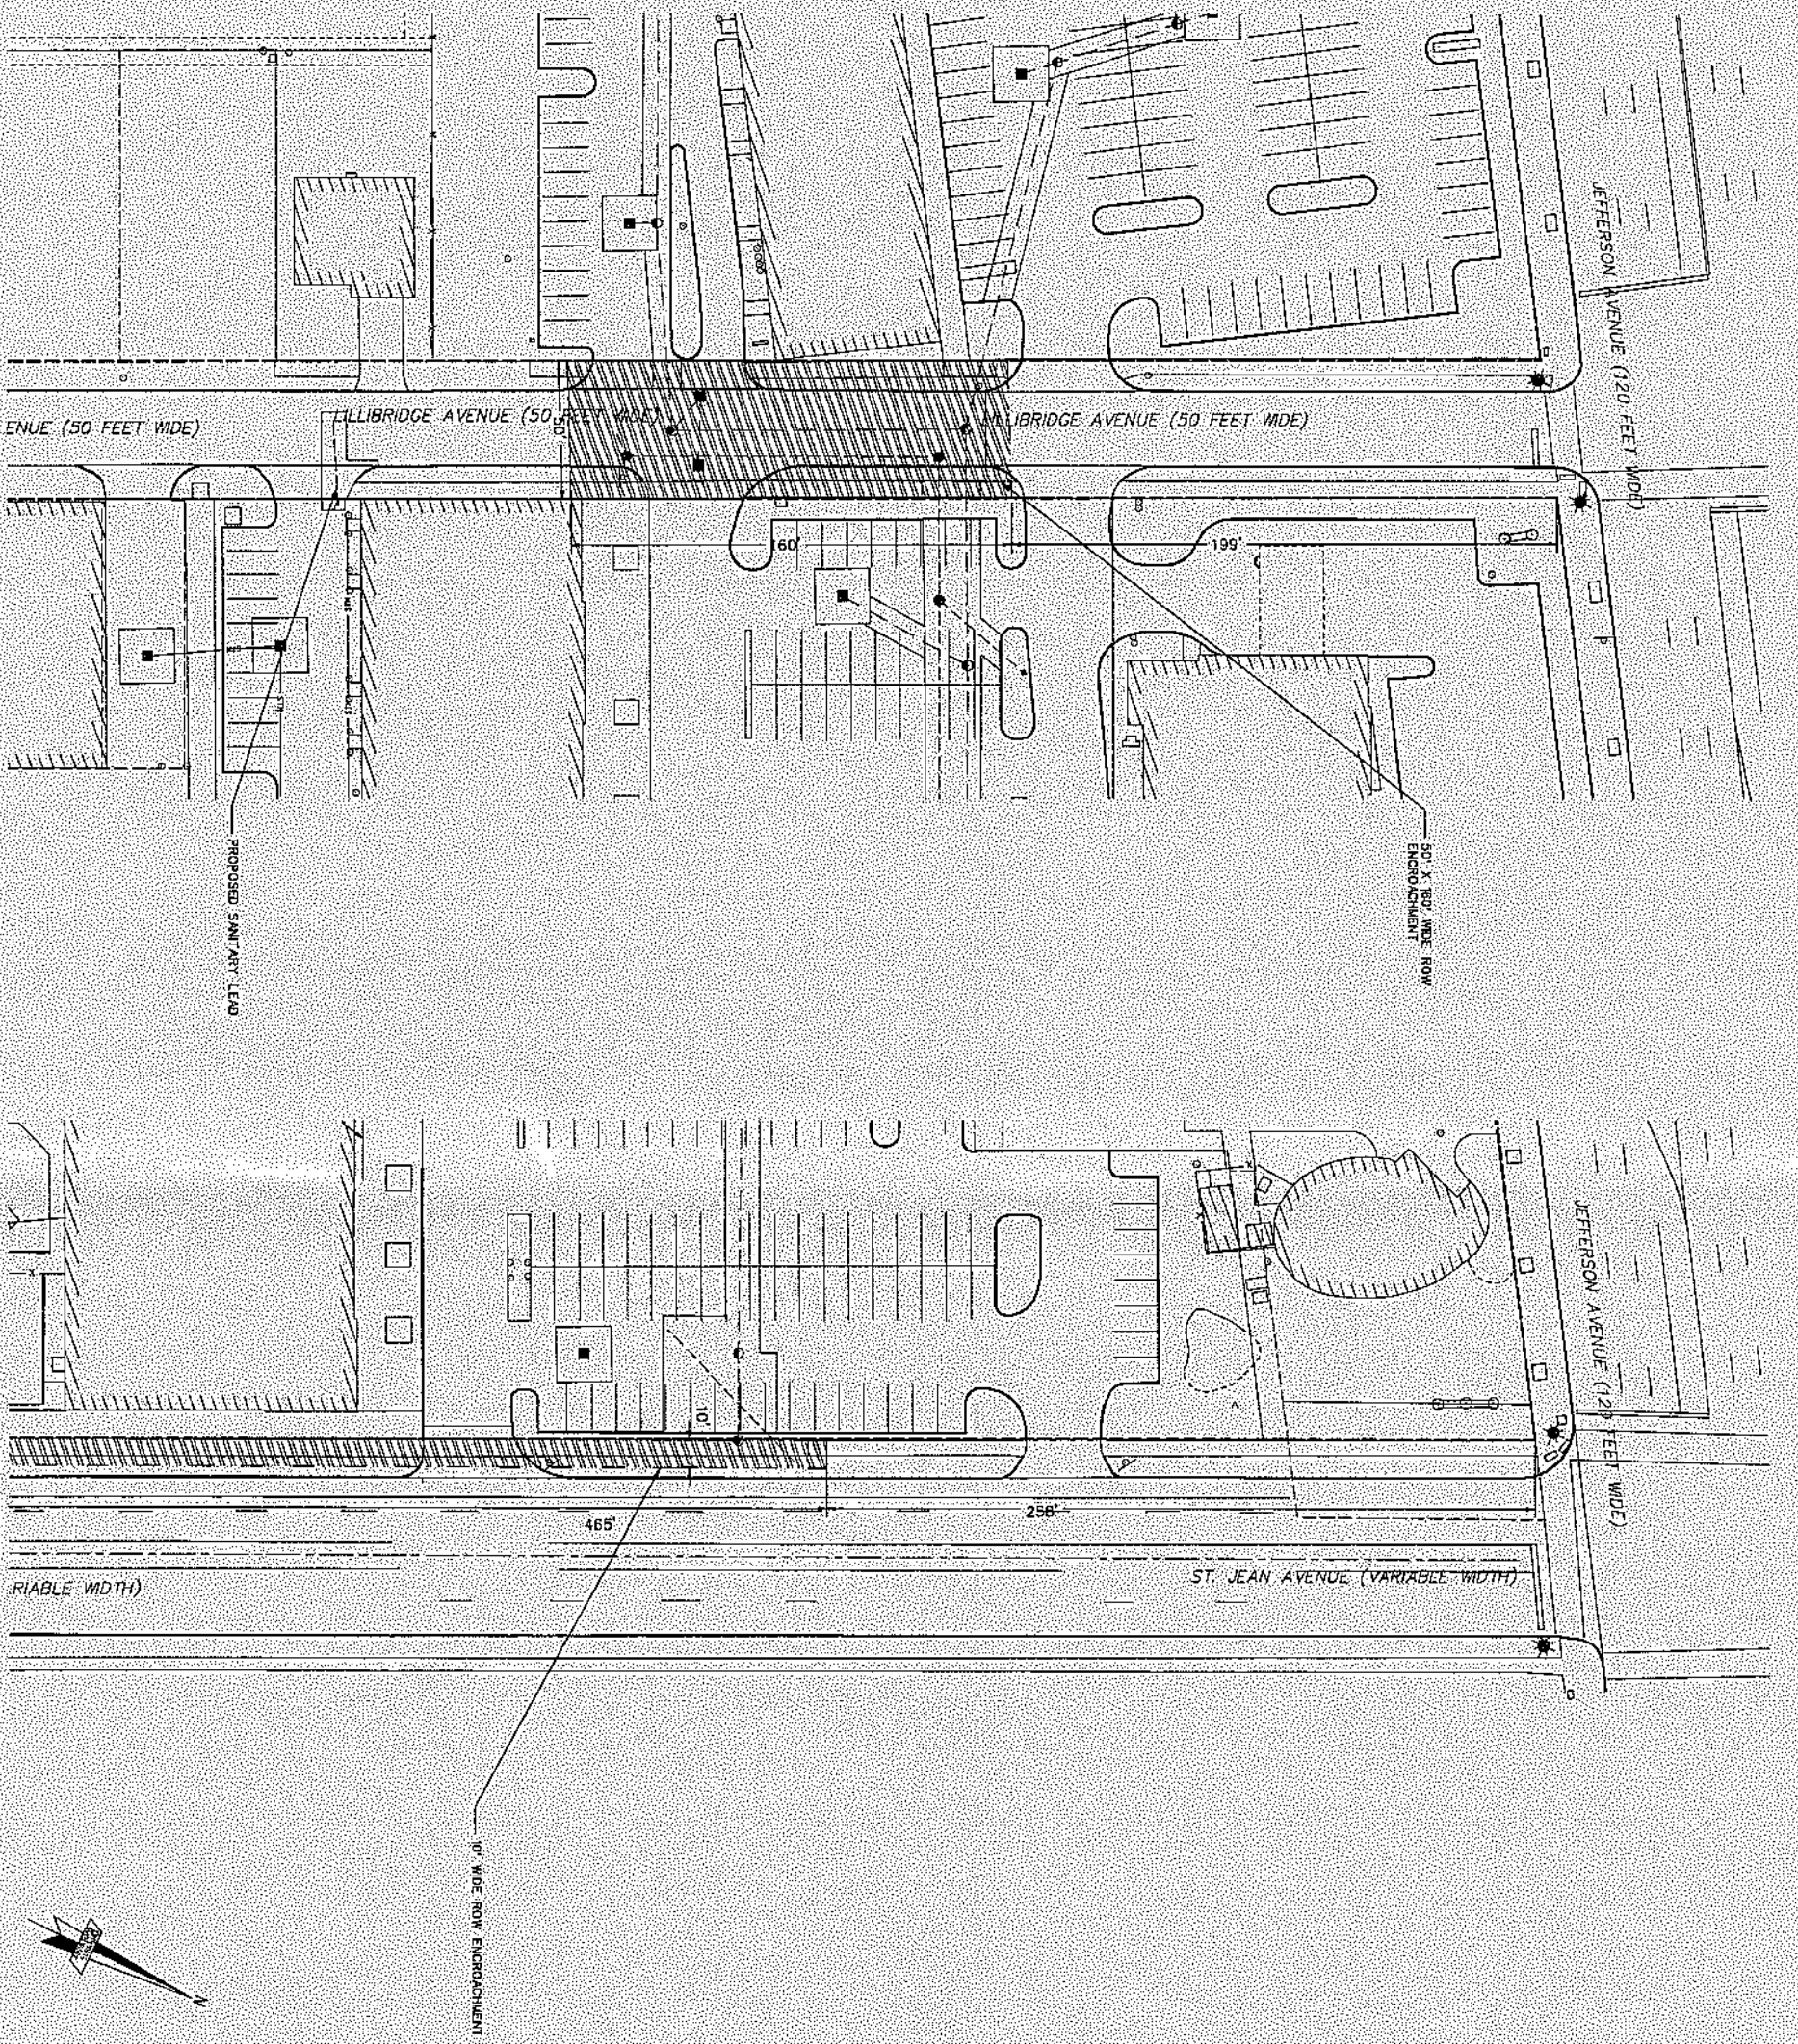 JEFFERSON AVENUE (120 FEET WIDE)
ENUE (50 FEET WIDE)
LILLIBRIDGE AVENUE (50 FEET WIDE)
LILLIBRIDGE AVENUE (50 FEET WIDE)
50'
160'
199'
PROPOSED SANITARY LEAD
50' X 160' WIDE ROW
ENCROACHMENT
JEFFERSON AVENUE (120 FEET WIDE)
10'
465'
258'
RIABLE WIDTH)
ST. JEAN AVENUE (VARIABLE WIDTH)
10' WIDE ROW ENCROACHMENT
N